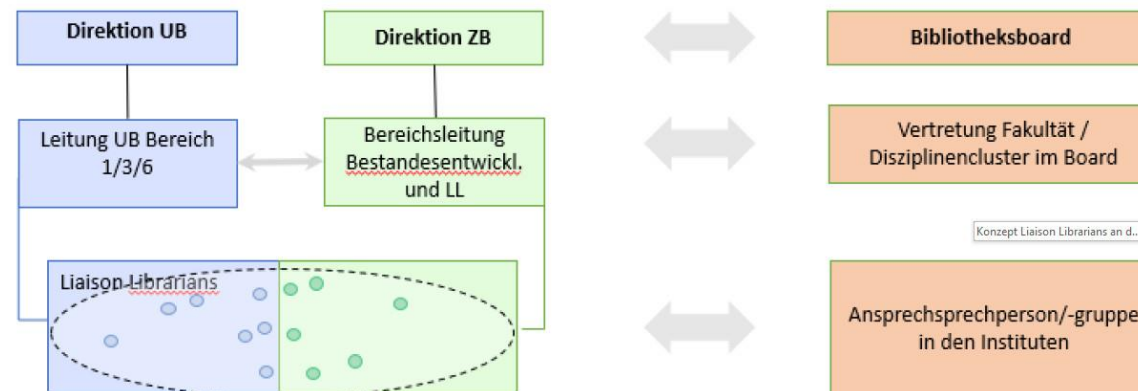 Direktion UB
Direktion ZB
Bibliotheksboard
Leitung UB Bereich
1/3/6
Bereichsleitung
Bestandesentwickl.
und LL
Vertretung Fakultät /
Disziplinencluster im Board
Konzept Liaison Librarians an d...
Liaison Librarians
Ansprechsprechperson/-gruppe
in den Instituten